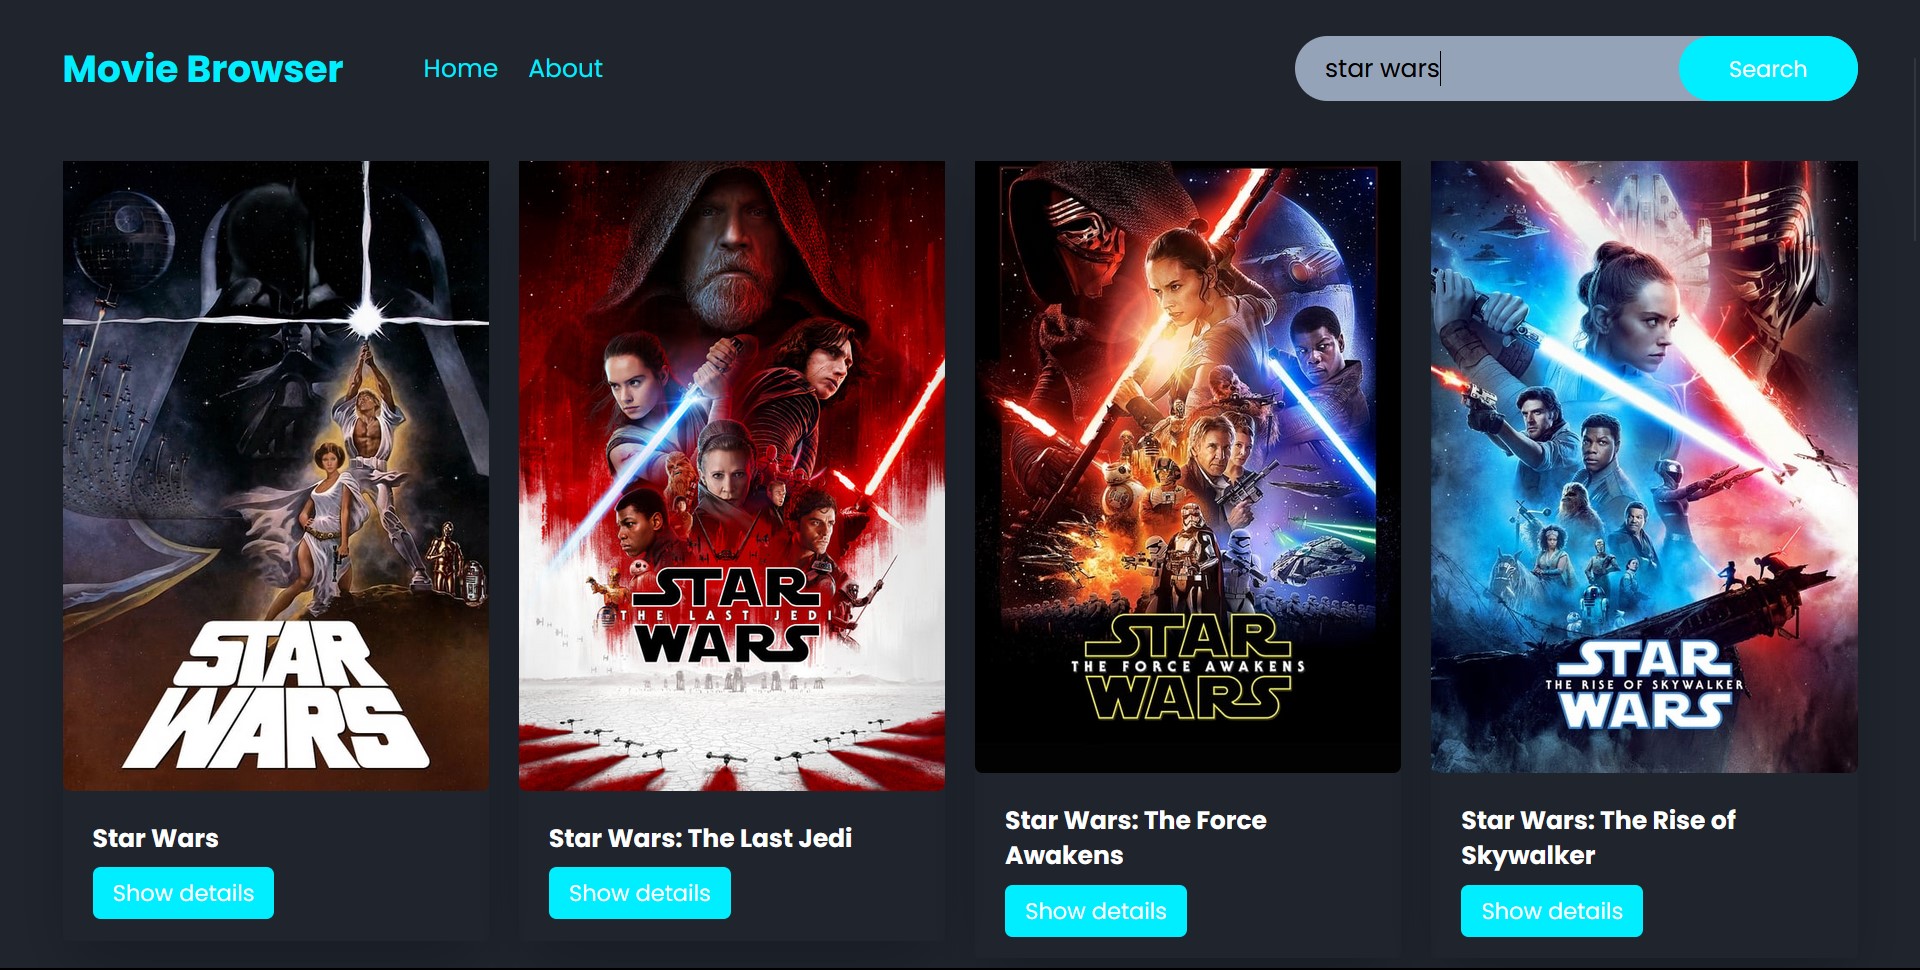 Movie Browser
Home
About
star wars
Search
STAR
WARS
STAR
THE LAST JEDI
WARS
STAR
THE FORCE AWAKENS
WARS
STAR
THE RISE OF SKYWALKER
WARS
Star Wars
Show details
Star Wars: The Last Jedi
Show details
Star Wars: The Force
Awakens
Show details
Star Wars: The Rise of
Skywalker
Show details